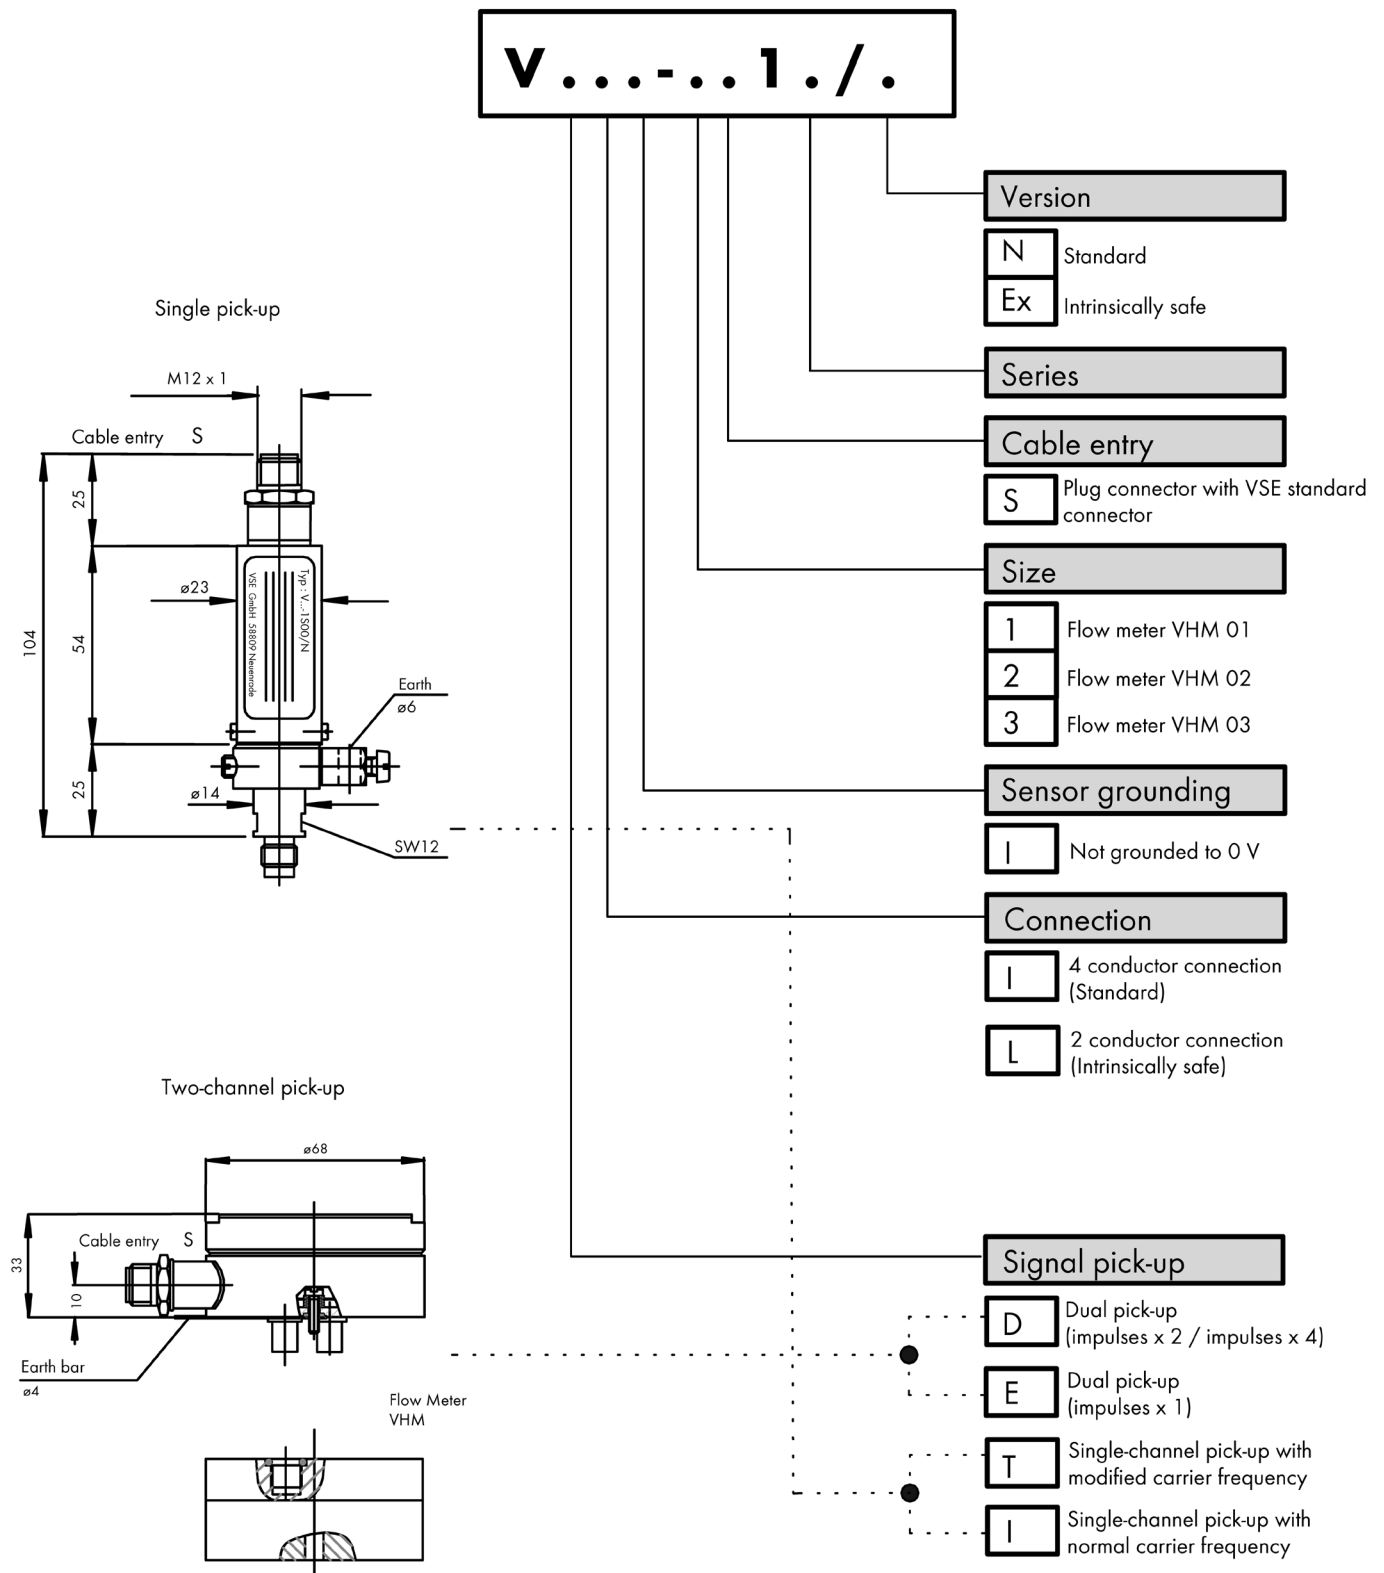 V...-..1./.
Version
N
Standard
Ex
Intrinsically safe
Series
Cable entry
S
Plug connector with VSE standard
connector
Size
1
Flow meter VHM 01
2
Flow meter VHM 02
3
Flow meter VHM 03
Sensor grounding
I
Not grounded to 0 V
Connection
I
4 conductor connection
(Standard)
L
2 conductor connection
(Intrinsically safe)
Signal pick-up
D
Dual pick-up
(impulses x 2 / impulses x 4)
E
Dual pick-up
(impulses x 1)
T
Single-channel pick-up with
modified carrier frequency
I
Single-channel pick-up with
normal carrier frequency
Single pick-up
M12 x 1
Cable entry S
25
ø23
Typ : V...-1S00/N
VSE GmbH 58809 Neuenrade
104
54
Earth
ø6
25
ø14
SW12
Two-channel pick-up
ø68
Cable entry S
33
10
Earth bar
ø4
Flow Meter
VHM